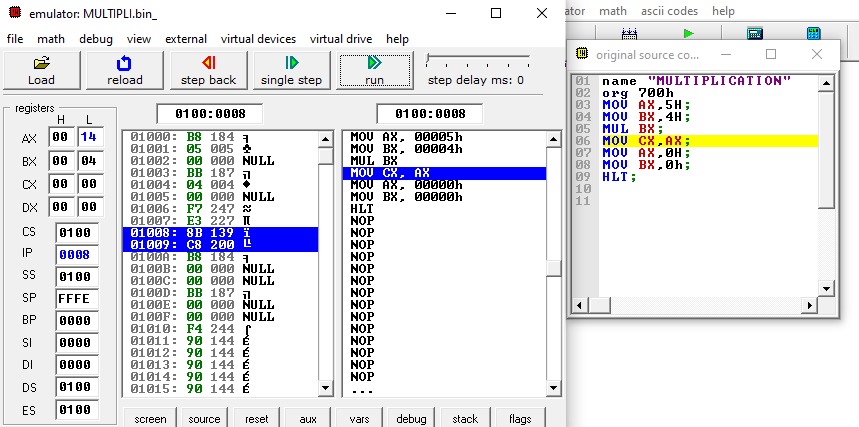 emulator: MULTIPLI.bin_
file math debug view external virtual devices virtual drive help
Load reload step back single step run step delay ms: 0
registers
H L
AX 00 14
BX 00 04
CX 00 00
DX 00 00
CS 0100
IP 0008
SS 0100
SP FFFE
BP 0000
SI 0000
DI 0000
DS 0100
ES 0100
0100:0008
01000: B8 184 ╕
01001: 05 005 ♣
01002: 00 000 NULL
01003: BB 187 ╗
01004: 04 004 ♦
01005: 00 000 NULL
01006: F7 247 ≈
01007: E3 227 π
01008: 8B 139 ï
01009: C8 200 ╚
0100A: B8 184 ╕
0100B: 00 000 NULL
0100C: 00 000 NULL
0100D: BB 187 ╗
0100E: 00 000 NULL
0100F: 00 000 NULL
01010: F4 244 ⌠
01011: 90 144 É
01012: 90 144 É
01013: 90 144 É
01014: 90 144 É
01015: 90 144 É
0100:0008
MOV AX, 00005h
MOV BX, 00004h
MUL BX
MOV CX, AX
MOV AX, 00000h
MOV BX, 00000h
HLT
NOP
NOP
NOP
NOP
NOP
NOP
NOP
NOP
NOP
NOP
NOP
NOP
NOP
NOP
...
screen source reset aux vars debug stack flags
ator math ascii codes help
original source co...
01 name "MULTIPLICATION"
02 org 700h
03 MOV AX,5H;
04 MOV BX,4H;
05 MUL BX;
06 MOV CX,AX;
07 MOV AX,0H;
08 MOV BX,0h;
09 HLT;
10
11